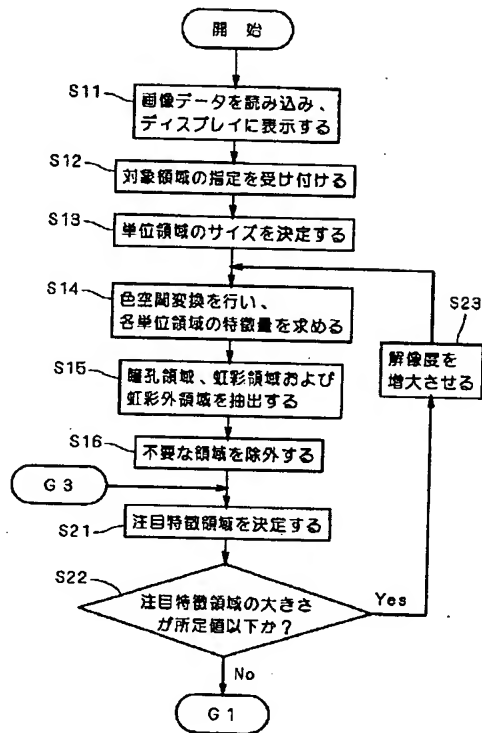 開始
S11
画像データを読み込み、
ディスプレイに表示する
S12
対象領域の指定を受け付ける
S13
単位領域のサイズを決定する
S14
色空間変換を行い、
各単位領域の特徴量を求める
S23
解像度を
増大させる
S15
瞳孔領域、虹彩領域および
虹彩外領域を抽出する
S16
不要な領域を除外する
G3
S21
注目特徴領域を決定する
S22
注目特徴領域の大きさ
が所定値以下か?
Yes
No
G1